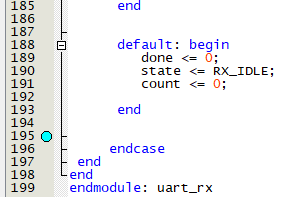 185 end
186
187
188 default: begin
189 done <= 0;
190 state <= RX_IDLE;
191 count <= 0;
192
193 end
194
195
196 endcase
197 end
198 end
199 endmodule: uart_rx